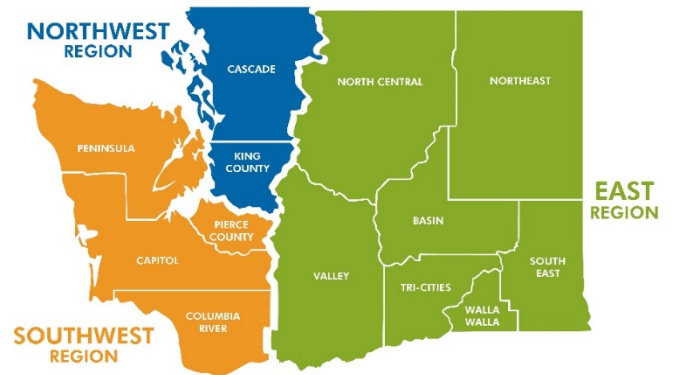 NORTHWEST
REGION
CASCADE
NORTH CENTRAL
NORTHEAST
PENINSULA
KING
COUNTY
EAST
REGION
PIERCE
COUNTY
BASIN
CAPITOL
VALLEY
SOUTH
EAST
TRI-CITIES
COLUMBIA
RIVER
WALLA
WALLA
SOUTHWEST
REGION